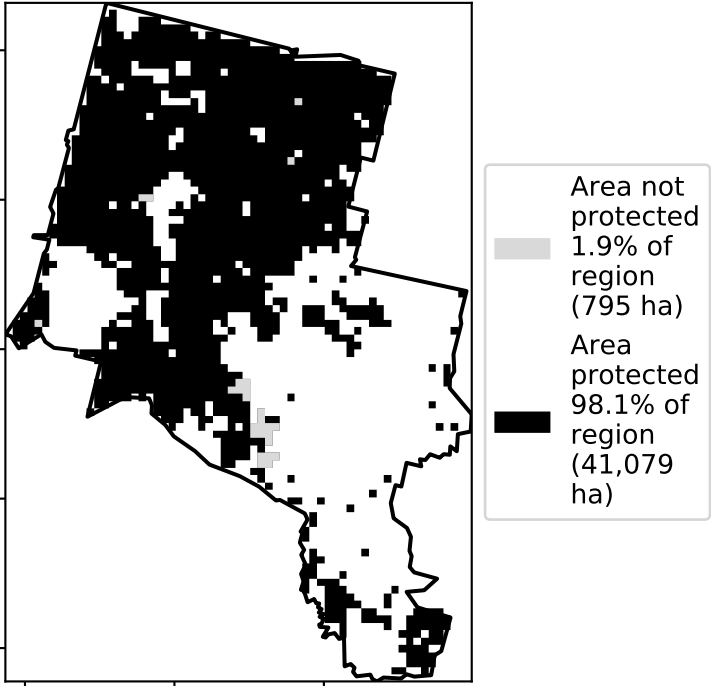 Area not
protected
1.9% of
region
(795 ha)
Area
protected
98.1% of
region
(41,079
ha)